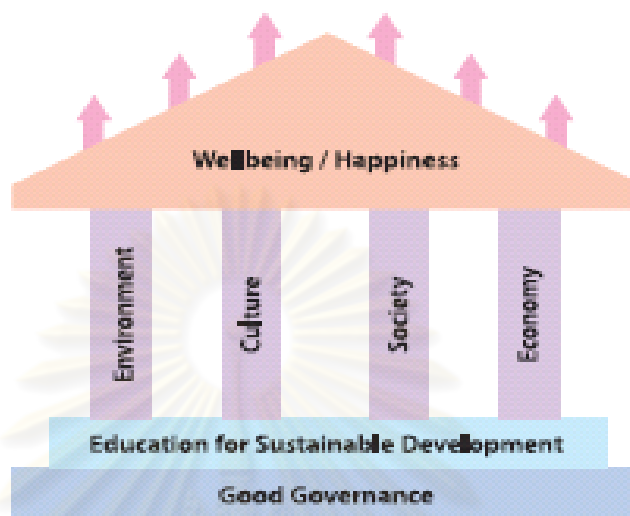 Wellbeing / Happiness
Environment
Culture
Society
Economy
Education for Sustainable Development
Good Governance